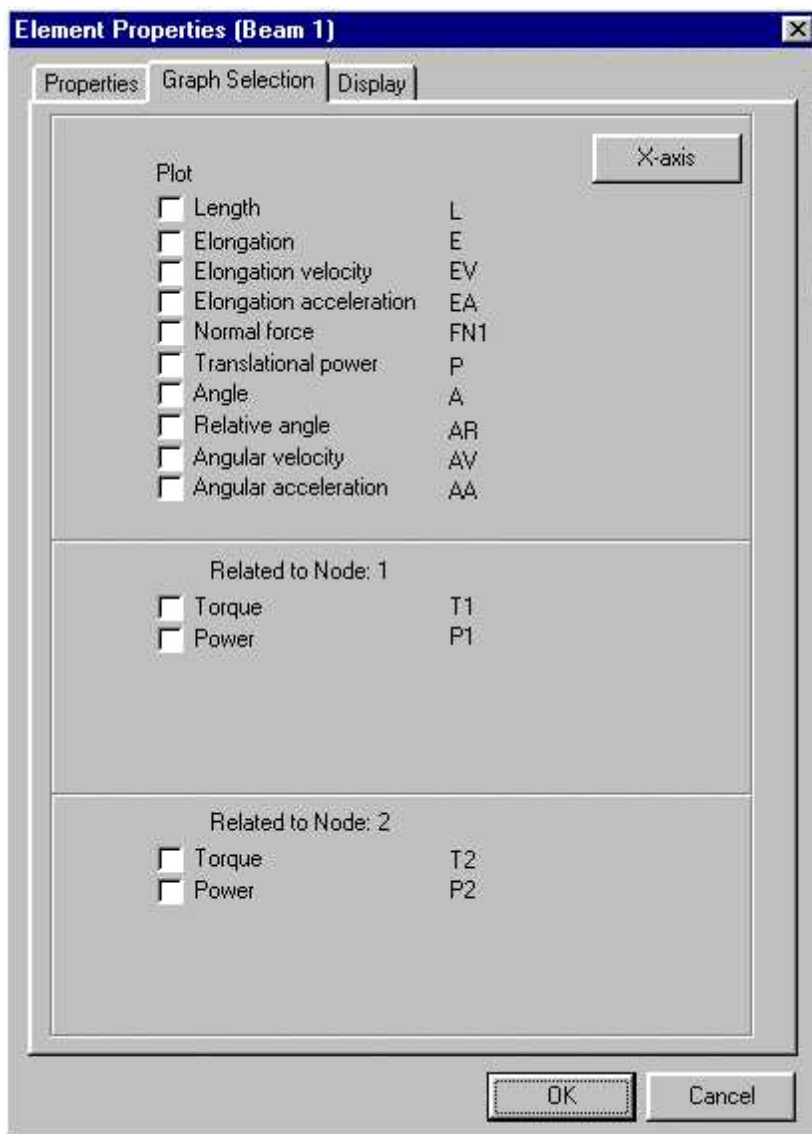 Element Properties (Beam 1)
Properties Graph Selection Display
X-axis
Plot
Length L
Elongation E
Elongation velocity EV
Elongation acceleration EA
Normal force FN1
Translational power P
Angle A
Relative angle AR
Angular velocity AV
Angular acceleration AA
Related to Node: 1
Torque T1
Power P1
Related to Node: 2
Torque T2
Power P2
OK Cancel